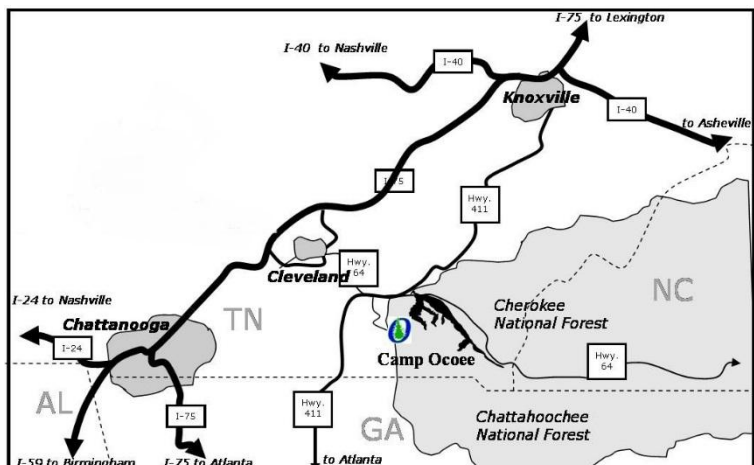 I-75 to Lexington
I-40 to Nashville
I-40
Knoxville
I-40
to Asheville
I-75
Hwy.
411
Cleveland
Hwy.
64
I-24 to Nashville
Chattanooga
TN
NC
Cherokee
National Forest
I-24
Camp Ocoee
Hwy.
64
AL
I-75
Hwy.
411
GA
Chattahoochee
National Forest
I-59 to Birmingham
I-75 to Atlanta
to Atlanta